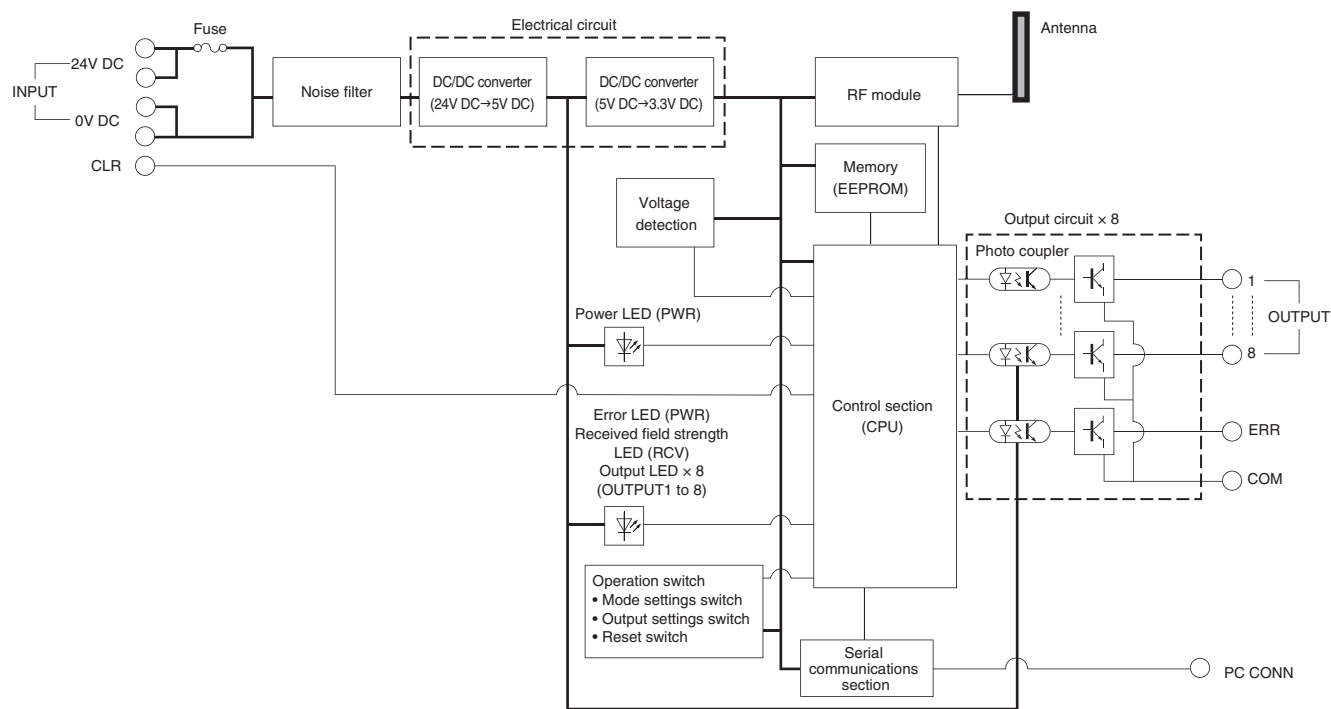 Fuse
Electrical circuit
Antenna
24V DC
INPUT
0V DC
CLR
Noise filter
DC/DC converter
(24V DC→5V DC)
DC/DC converter
(5V DC→3.3V DC)
RF module
Memory
(EEPROM)
Voltage
detection
Output circuit × 8
Photo coupler
1
OUTPUT
8
Power LED (PWR)
Control section
(CPU)
Error LED (PWR)
Received field strength
LED (RCV)
Output LED × 8
(OUTPUT1 to 8)
ERR
COM
Operation switch
• Mode settings switch
• Output settings switch
• Reset switch
Serial
communications
section
PC CONN